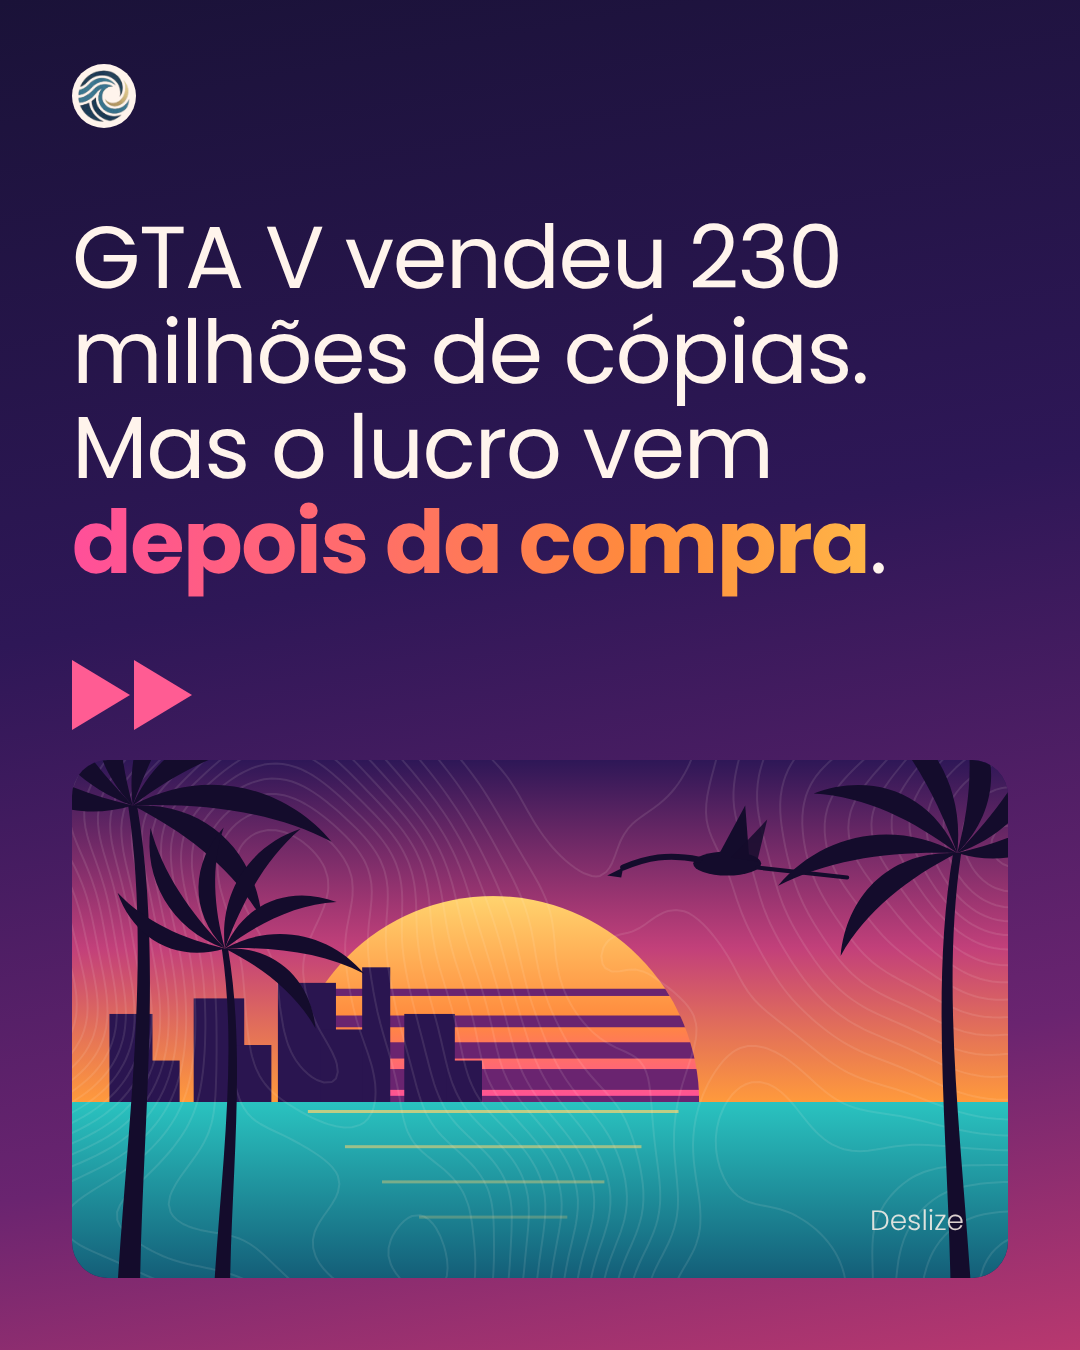 GTA V vendeu 230
milhões de cópias.
Mas o lucro vem
depois da compra.
Deslize